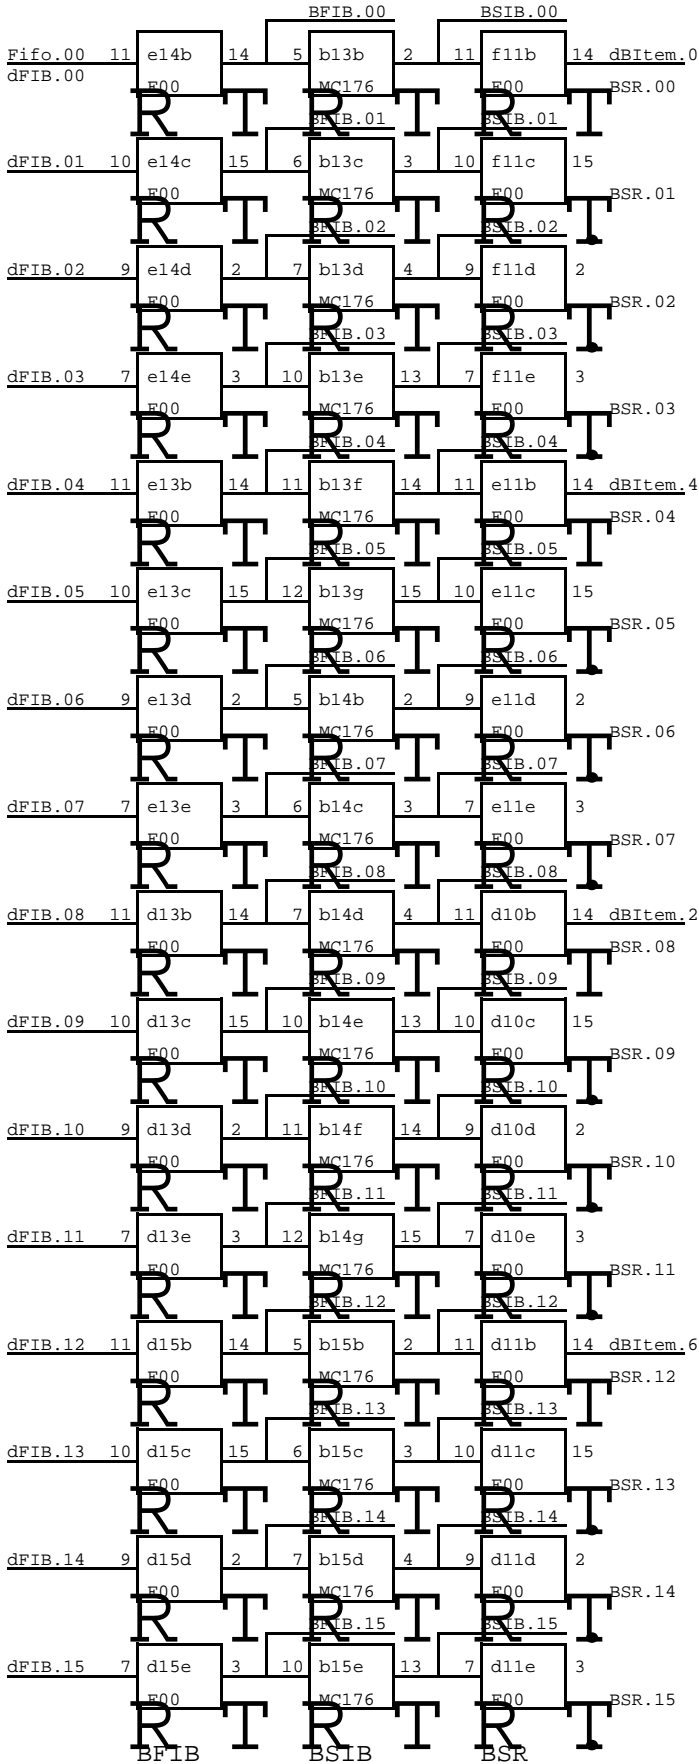 BFIB.00 BSIB.00
Fifo.00 11 e14b 14 5 b13b 2 11 f11b 14 dBItem.0
dFIB.00
F00 MC176 F00 BSR.00
R T R T R T
BFIB.01 BSIB.01
dFIB.01 10 e14c 15 6 b13c 3 10 f11c 15
F00 MC176 F00 BSR.01
R T R T R T
BFIB.02 BSIB.02
dFIB.02 9 e14d 2 7 b13d 4 9 f11d 2
F00 MC176 F00 BSR.02
R T R T R T
BFIB.03 BSIB.03
dFIB.03 7 e14e 3 10 b13e 13 7 f11e 3
F00 MC176 F00 BSR.03
R T R T R T
BFIB.04 BSIB.04
dFIB.04 11 e13b 14 11 b13f 14 11 e11b 14 dBItem.4
F00 MC176 F00 BSR.04
R T R T R T
BFIB.05 BSIB.05
dFIB.05 10 e13c 15 12 b13g 15 10 e11c 15
F00 MC176 F00 BSR.05
R T R T R T
BFIB.06 BSIB.06
dFIB.06 9 e13d 2 5 b14b 2 9 e11d 2
F00 MC176 F00 BSR.06
R T R T R T
BFIB.07 BSIB.07
dFIB.07 7 e13e 3 6 b14c 3 7 e11e 3
F00 MC176 F00 BSR.07
R T R T R T
BFIB.08 BSIB.08
dFIB.08 11 d13b 14 7 b14d 4 11 d10b 14 dBItem.2
F00 MC176 F00 BSR.08
R T R T R T
BFIB.09 BSIB.09
dFIB.09 10 d13c 15 10 b14e 13 10 d10c 15
F00 MC176 F00 BSR.09
R T R T R T
BFIB.10 BSIB.10
dFIB.10 9 d13d 2 11 b14f 14 9 d10d 2
F00 MC176 F00 BSR.10
R T R T R T
BFIB.11 BSIB.11
dFIB.11 7 d13e 3 12 b14g 15 7 d10e 3
F00 MC176 F00 BSR.11
R T R T R T
BFIB.12 BSIB.12
dFIB.12 11 d15b 14 5 b15b 2 11 d11b 14 dBItem.6
F00 MC176 F00 BSR.12
R T R T R T
BFIB.13 BSIB.13
dFIB.13 10 d15c 15 6 b15c 3 10 d11c 15
F00 MC176 F00 BSR.13
R T R T R T
BFIB.14 BSIB.14
dFIB.14 9 d15d 2 7 b15d 4 9 d11d 2
F00 MC176 F00 BSR.14
R T R T R T
BFIB.15 BSIB.15
dFIB.15 7 d15e 3 10 b15e 13 7 d11e 3
F00 MC176 F00 BSR.15
R T R T R T
BFIB BSIB BSR